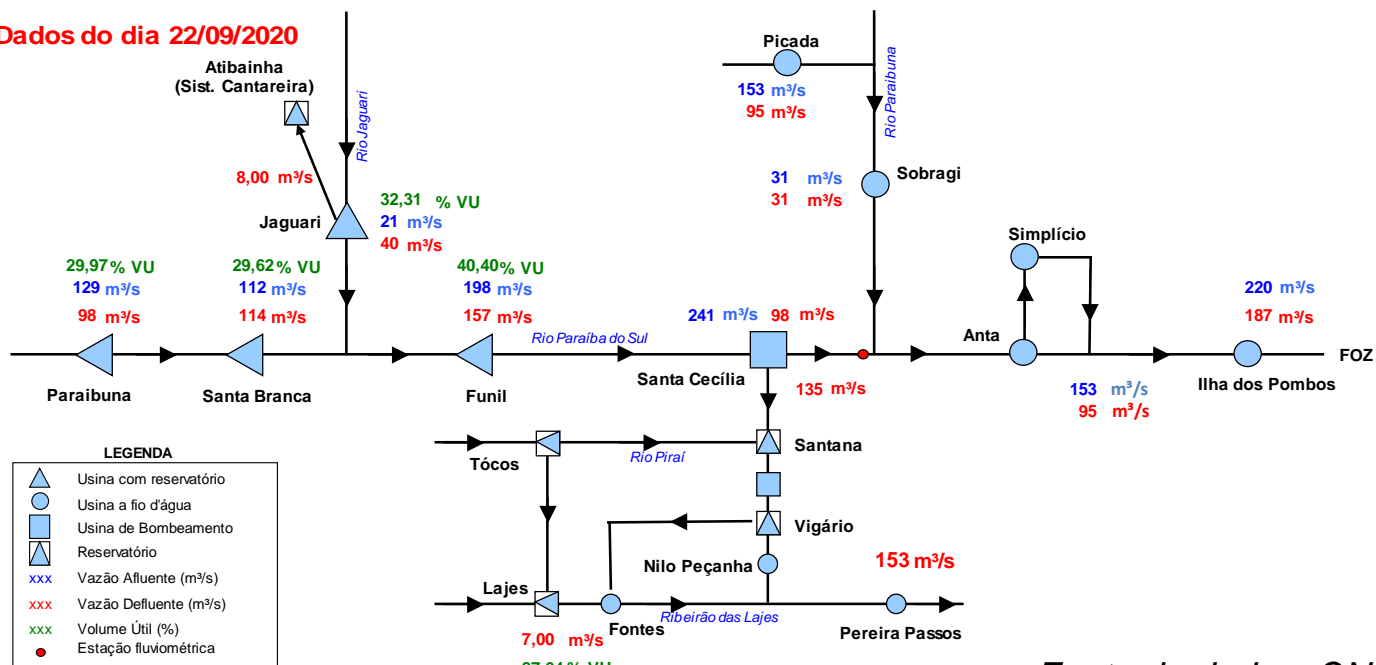 Dados do dia 22/09/2020
Atibainha
(Sist. Cantareira)
Rio Jaguari
8,00 m³/s
Jaguari
32,31 % VU
21 m³/s
40 m³/s
Picada
153 m³/s
95 m³/s
Rio Paraibuna
31 m³/s
31 m³/s
Sobragi
Simplício
29,97% VU
129 m³/s
98 m³/s
29,62% VU
112 m³/s
114 m³/s
40,40% VU
198 m³/s
157 m³/s
Rio Paraíba do Sul
241 m³/s 98 m³/s
220 m³/s
187 m³/s
Anta
FOZ
Paraibuna
Santa Branca
Funil
Santa Cecília
135 m³/s
153 m³/s
95 m³/s
Ilha dos Pombos
Tócos
Rio Piraí
Santana
Vigário
Nilo Peçanha
153 m³/s
Lajes
Fontes
Ribeirão das Lajes
Pereira Passos
7,00 m³/s
LEGENDA
Usina com reservatório
Usina a fio d'água
Usina de Bombeamento
Reservatório
xxx Vazão Afluente (m³/s)
xxx Vazão Defluente (m³/s)
xxx Volume Útil (%)
Estação fluviométrica